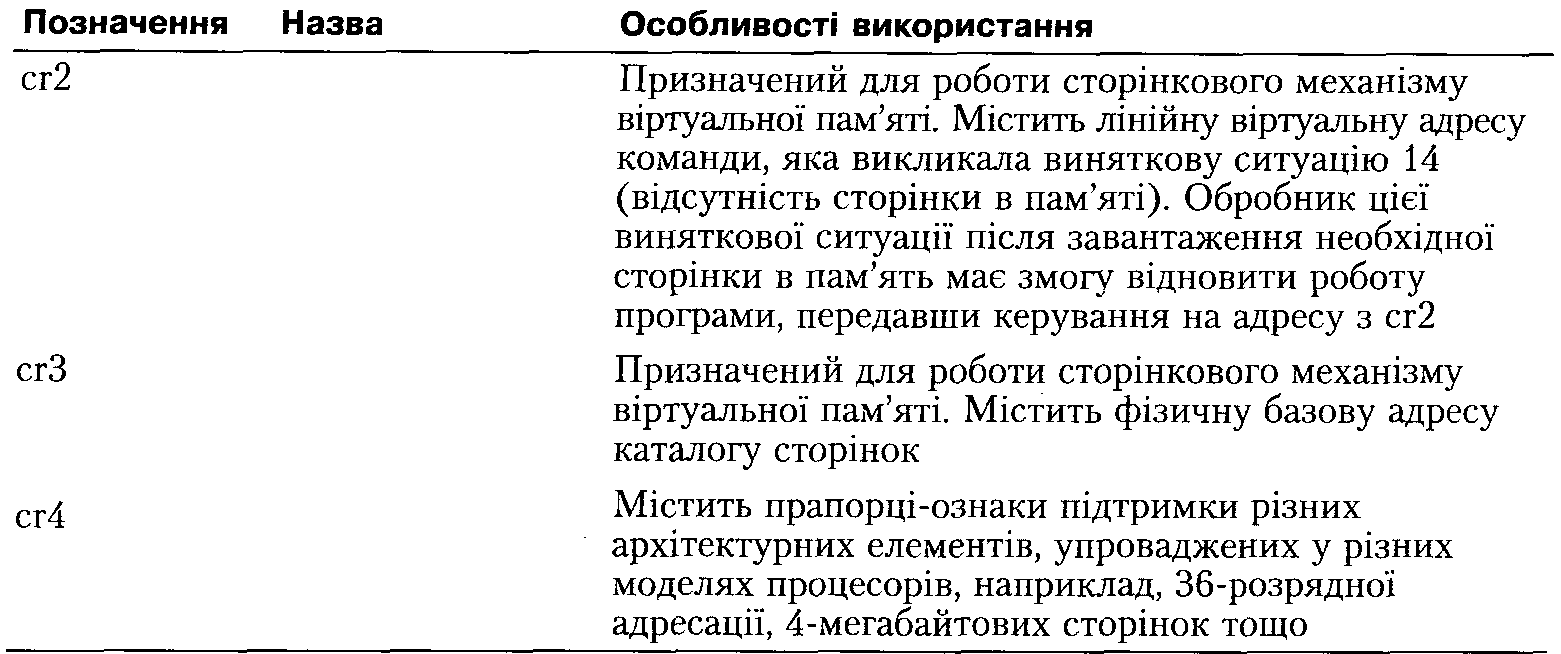 Позначення Назва Особливості використання
cr2 Призначений для роботи сторінкового механізму
віртуальної пам’яті. Містить лінійну віртуальну адресу
команди, яка викликала виняткову ситуацію 14
(відсутність сторінки в пам’яті). Обробник цієї
виняткової ситуації після завантаження необхідної
сторінки в пам’ять має змогу відновити роботу
програми, передавши керування на адресу з cr2
cr3 Призначений для роботи сторінкового механізму
віртуальної пам’яті. Містить фізичну базову адресу
каталогу сторінок
cr4 Містить прапорці-ознаки підтримки різних
архітектурних елементів, упроваджених у різних
моделях процесорів, наприклад, 36-розрядної
адресації, 4-мегабайтових сторінок тощо